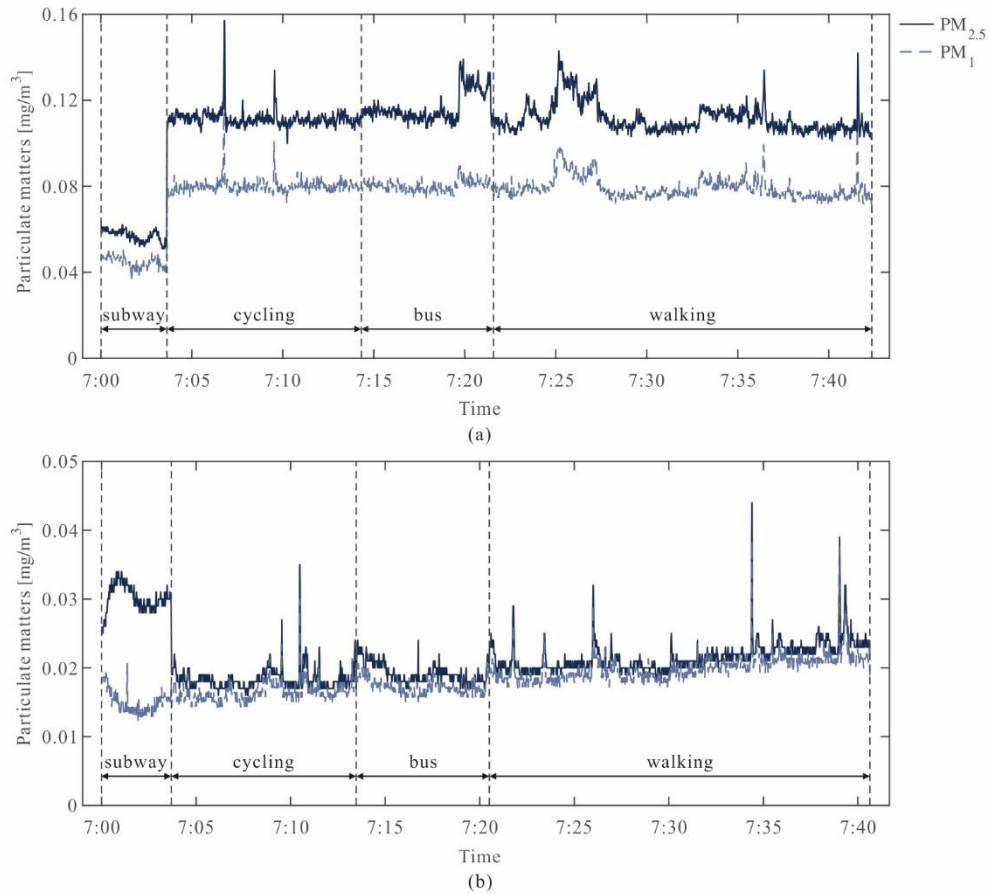 0.16
0.12
0.08
0.04
0
Particulate matters [mg/m³]
PM₂.₅
PM₁
subway cycling bus walking
7:00 7:05 7:10 7:15 7:20 7:25 7:30 7:35 7:40
Time
(a)
0.05
0.04
0.03
0.02
0.01
0
Particulate matters [mg/m³]
subway cycling bus walking
7:00 7:05 7:10 7:15 7:20 7:25 7:30 7:35 7:40
Time
(b)